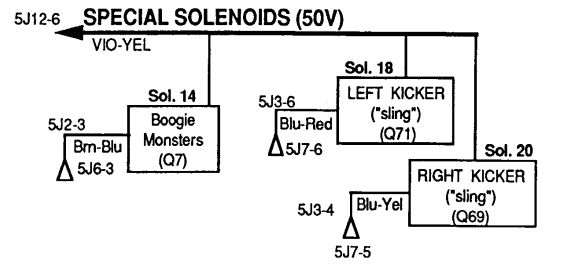 5J12-6 SPECIAL SOLENOIDS (50V)
VIO-YEL
Sol. 14
Boogie
Monsters
(Q7)
5J2-3
Brn-Blu
5J6-3
Sol. 18
LEFT KICKER
("sling")
(Q71)
5J3-6
Blu-Red
5J7-6
Sol. 20
RIGHT KICKER
("sling")
(Q69)
5J3-4
Blu-Yel
5J7-5